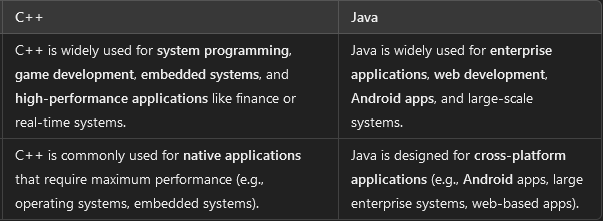 C++
Java
C++ is widely used for system programming,
game development, embedded systems, and
high-performance applications like finance or
real-time systems.
Java is widely used for enterprise
applications, web development,
Android apps, and large-scale
systems.
C++ is commonly used for native applications
that require maximum performance (e.g.,
operating systems, embedded systems).
Java is designed for cross-platform
applications (e.g., Android apps, large
enterprise systems, web-based apps).